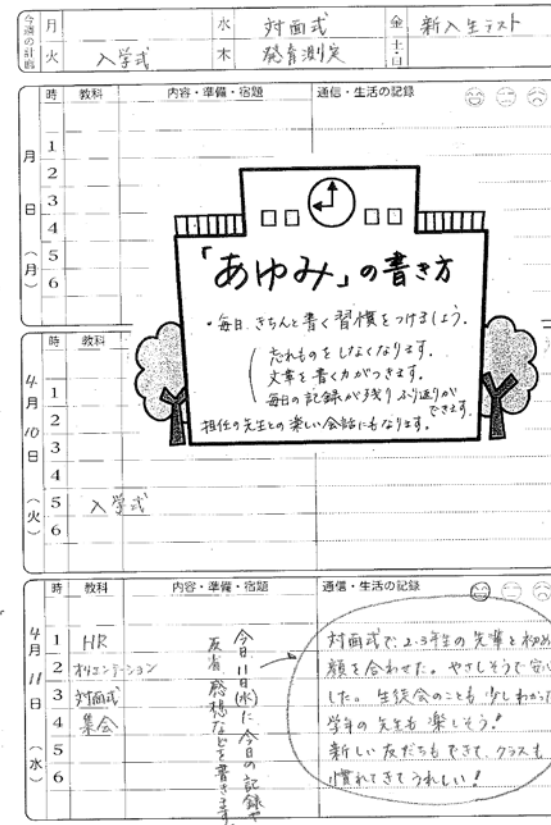 今週の計画 月 水 対面式 金 新入生テスト
火 入学式 木 発育測定 土・日
時 教科 内容・準備・宿題 通信・生活の記録
月
日
(月)
1
2
3
4
5
6
「あゆみ」の書き方
・毎日、きちんと書く習慣をつけましょう。
忘れものをしなくなります。
文章を書く力がつきます。
毎日の記録が残りふり返りが
できます。
担任の先生との楽しい会話にもなります。
時 教科
4月10日(火)
1
2
3
4
5 入学式
6
時 教科 内容・準備・宿題 通信・生活の記録
4月11日(水)
1 HR
2 オリエンテーション
3 対面式
4 集会
5
6
今日、11日(水)に、今日の記録や
反省、感想などを書きます。
対面式で、2・3年生の先輩と初め
顔を合わせた。やさしそうで安心
した。生徒会のことも少しわかって
学年の先生も楽しそう!
新しい友だちもできて、クラスも
慣れてきてうれしい!